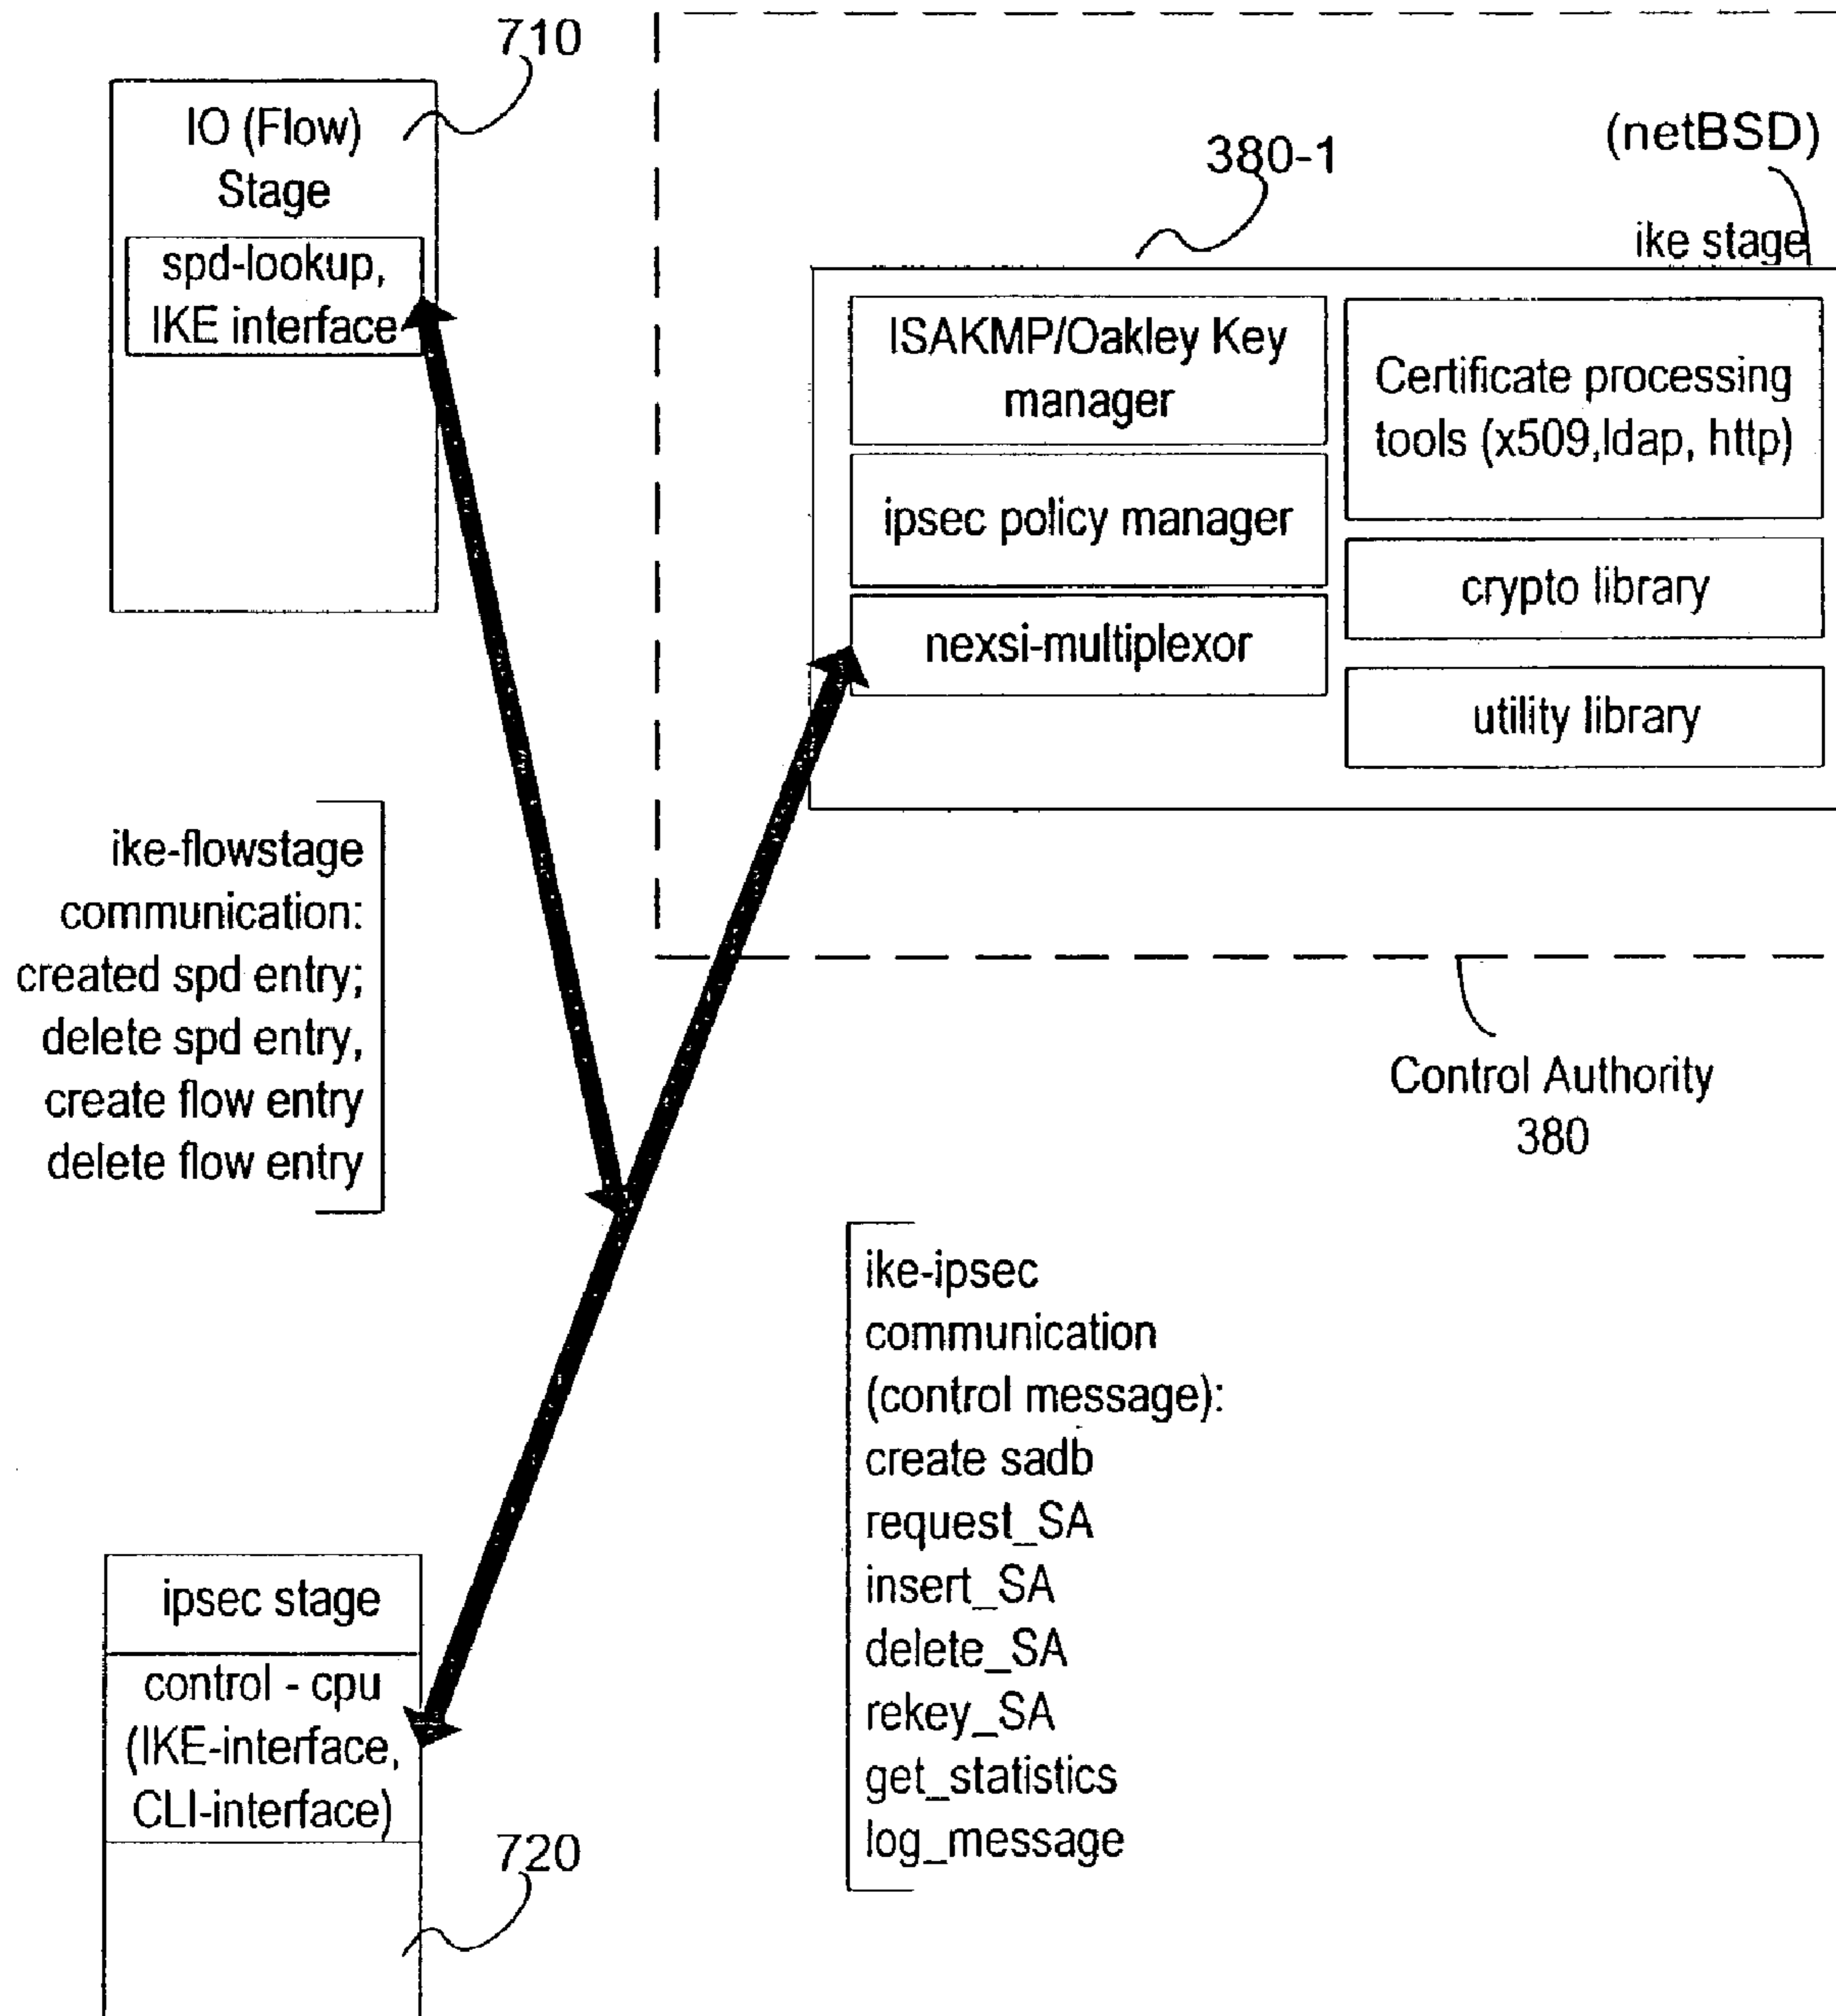 710
IO (Flow)
Stage
spd-lookup,
IKE interface
(netBSD)
380-1
ike stage
ISAKMP/Oakley Key
manager
ipsec policy manager
nexsi-multiplexor
Certificate processing
tools (x509,ldap, http)
crypto library
utility library
ike-flowstage
communication:
created spd entry;
delete spd entry,
create flow entry
delete flow entry
Control Authority
380
ike-ipsec
communication
(control message):
create sadb
request_SA
insert_SA
delete_SA
rekey_SA
get_statistics
log_message
ipsec stage
control - cpu
(IKE-interface,
CLI-interface)
720